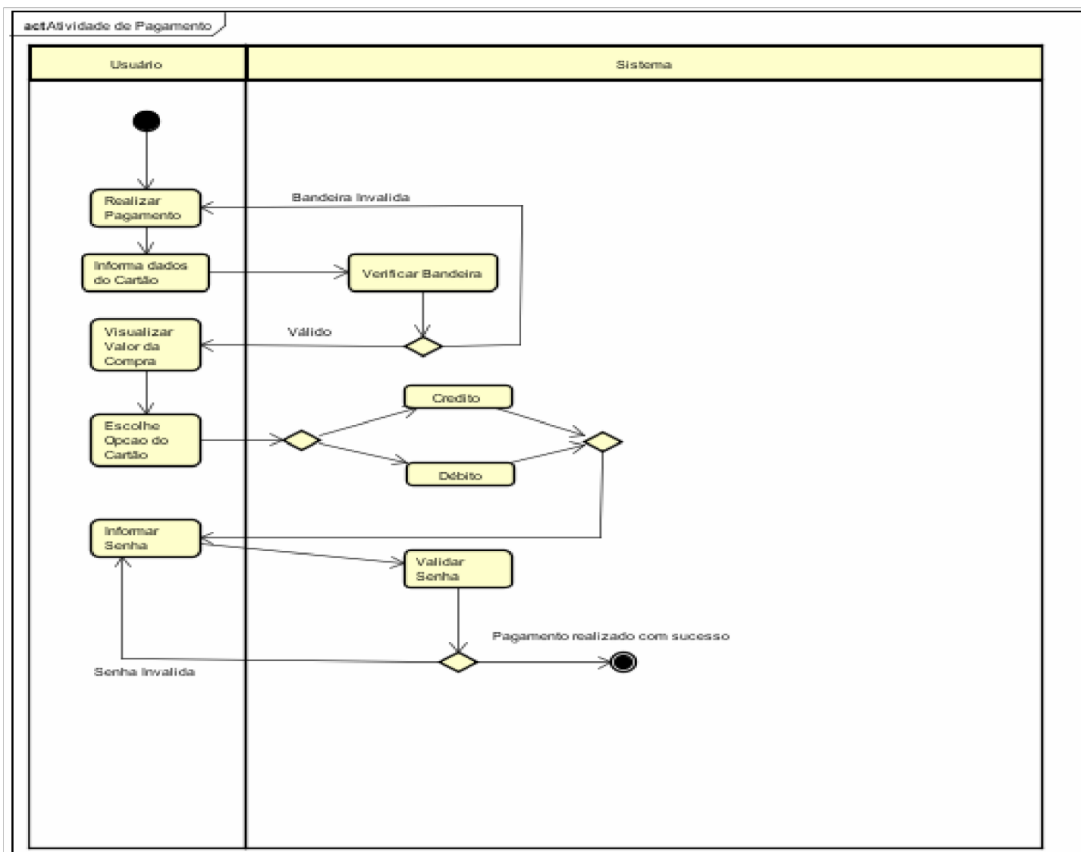 actAtividade de Pagamento
Usuário
Sistema
Realizar
Pagamento
Bandeira Invalida
Informa dados
do Cartão
Verificar Bandeira
Visualizar
Valor da
Compra
Válido
Escolhe
Opcao do
Cartão
Credito
Débito
Informar
Senha
Validar
Senha
Pagamento realizado com sucesso
Senha Invalida